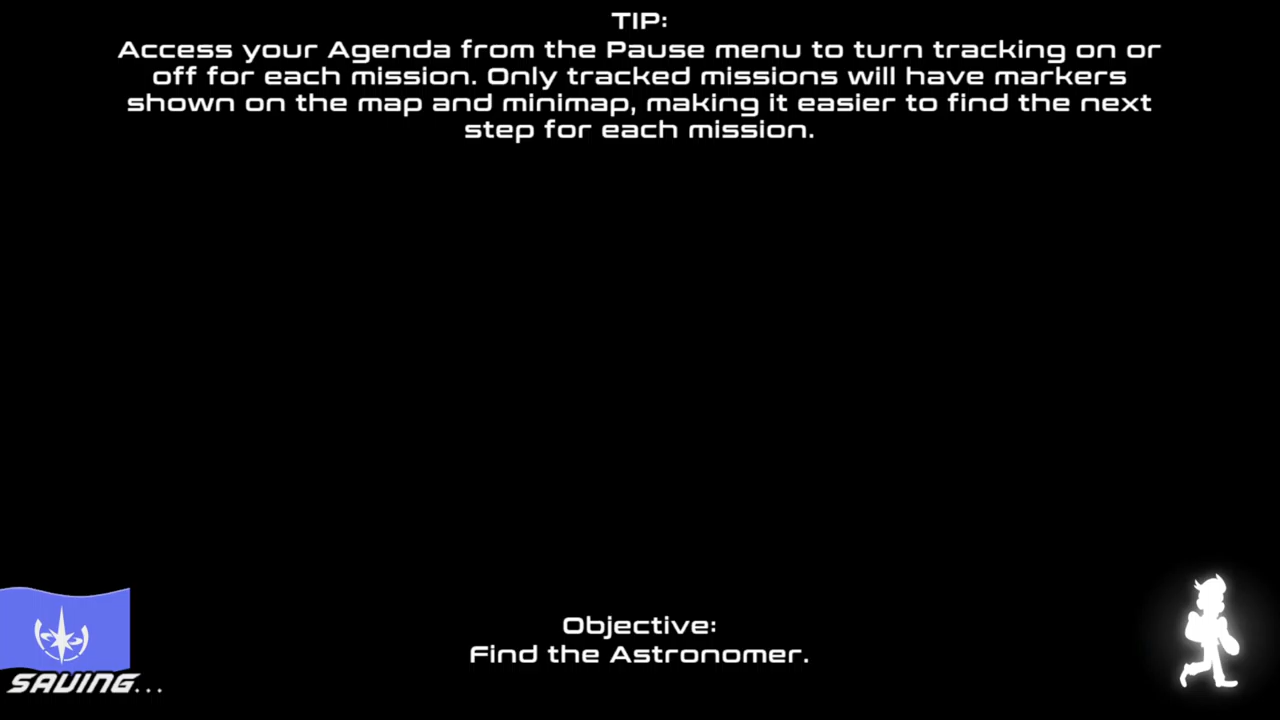 TIP:
Access your Agenda from the Pause menu to turn tracking on or
off for each mission. Only tracked missions will have markers
shown on the map and minimap, making it easier to find the next
step for each mission.
Objective:
Find the Astronomer.
SAVING...